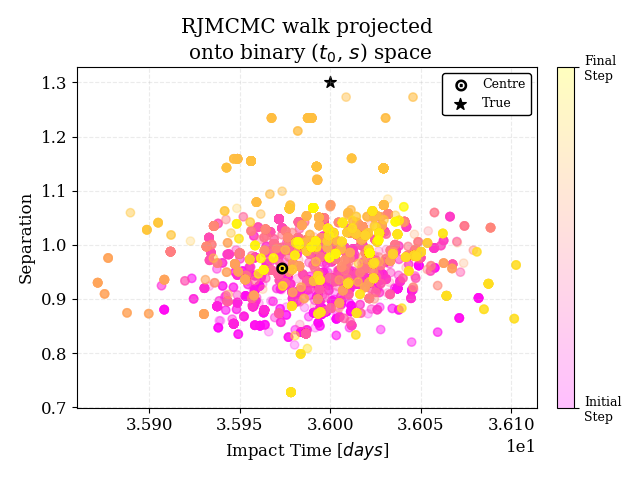 RJMCMC walk projected
onto binary (t₀, s) space
Centre
True
Final
Step
Initial
Step
1.3
1.2
1.1
1.0
0.9
0.8
0.7
Separation
3.590
3.595
3.600
3.605
3.610
1e1
Impact Time [days]